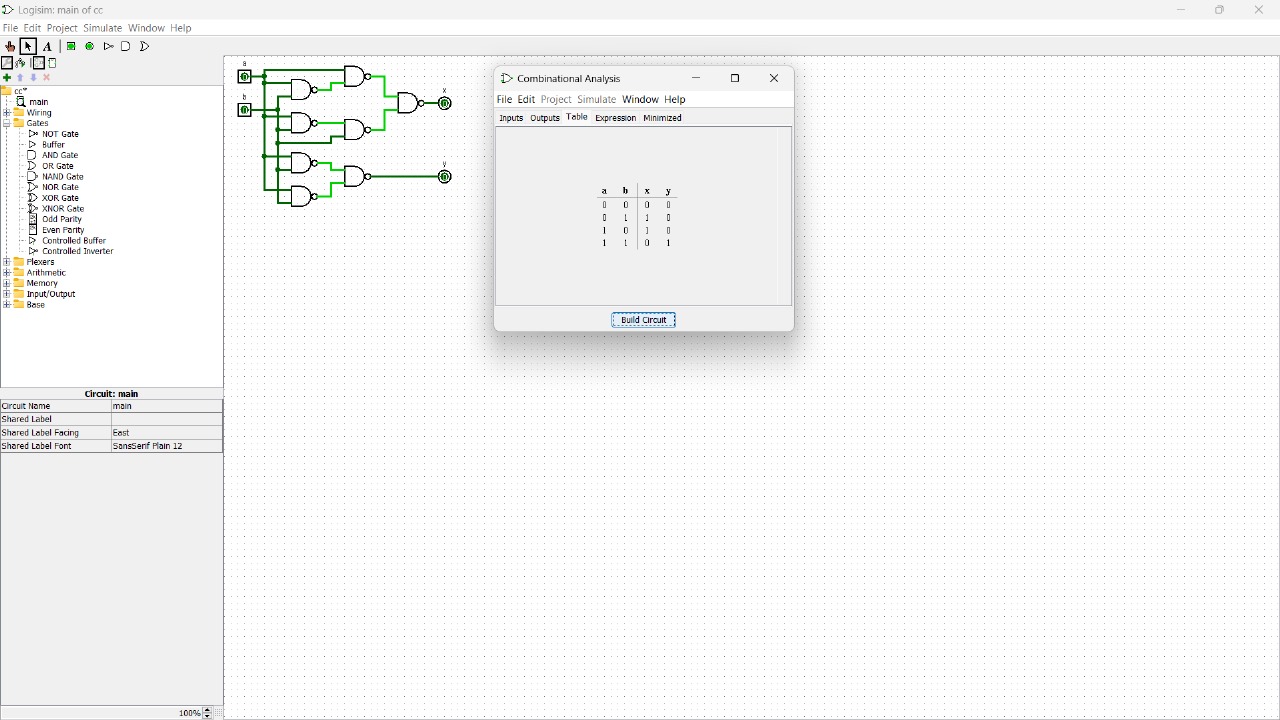 Logisim: main of cc
File Edit Project Simulate Window Help
A
cc*
main
Wiring
Gates
NOT Gate
Buffer
AND Gate
OR Gate
NAND Gate
NOR Gate
XOR Gate
XNOR Gate
Odd Parity
Even Parity
Controlled Buffer
Controlled Inverter
Plexers
Arithmetic
Memory
Input/Output
Base
Circuit: main
Circuit Name main
Shared Label
Shared Label Facing East
Shared Label Font SansSerif Plain 12
100%
a
0
b
0
x
0
y
0
Combinational Analysis
File Edit Project Simulate Window Help
Inputs Outputs Table Expression Minimized
a b x y
0 0 0 0
0 1 1 0
1 0 1 0
1 1 0 1
Build Circuit